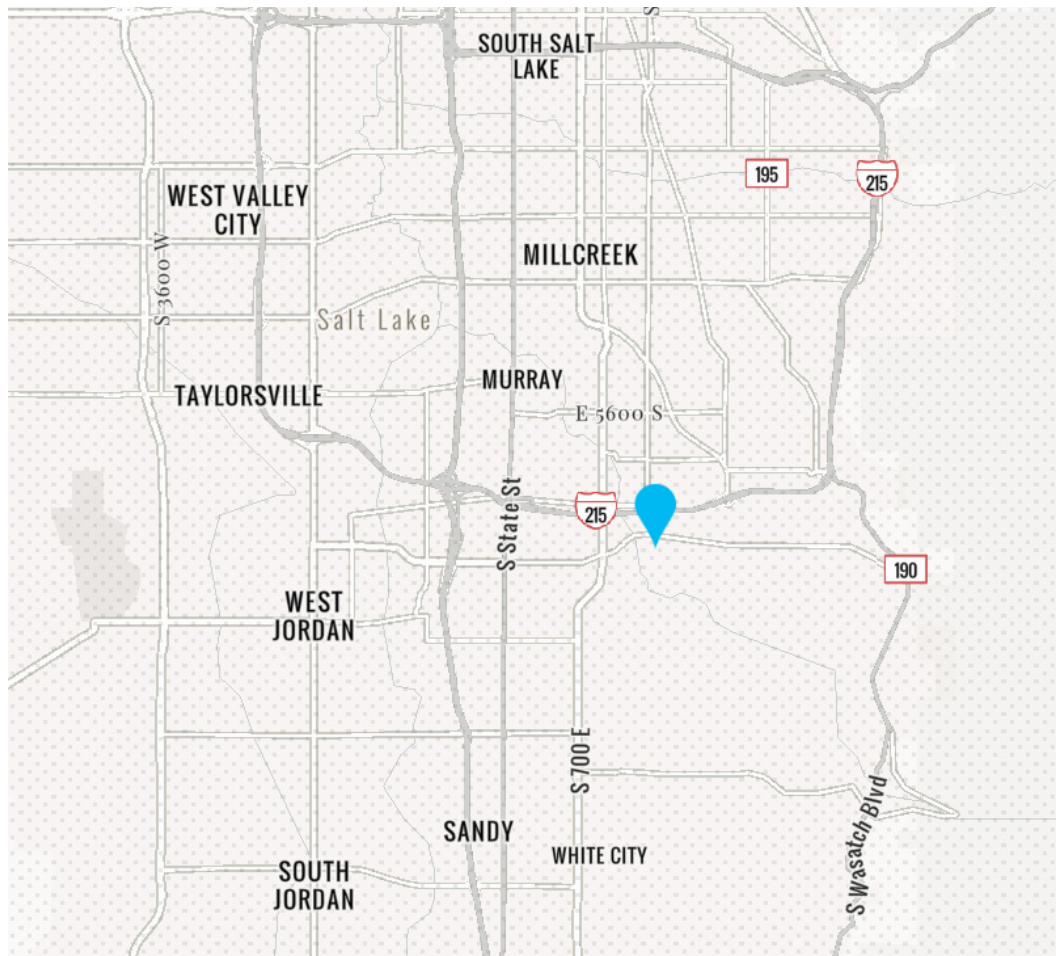 S
SOUTH SALT
LAKE
195
215
WEST VALLEY
CITY
S 3600 W
MILLCREEK
Salt Lake
TAYLORSVILLE
MURRAY
E 5600 S
S State St
215
190
WEST
JORDAN
S 700 E
S Wasatch Blvd
SANDY
WHITE CITY
SOUTH
JORDAN